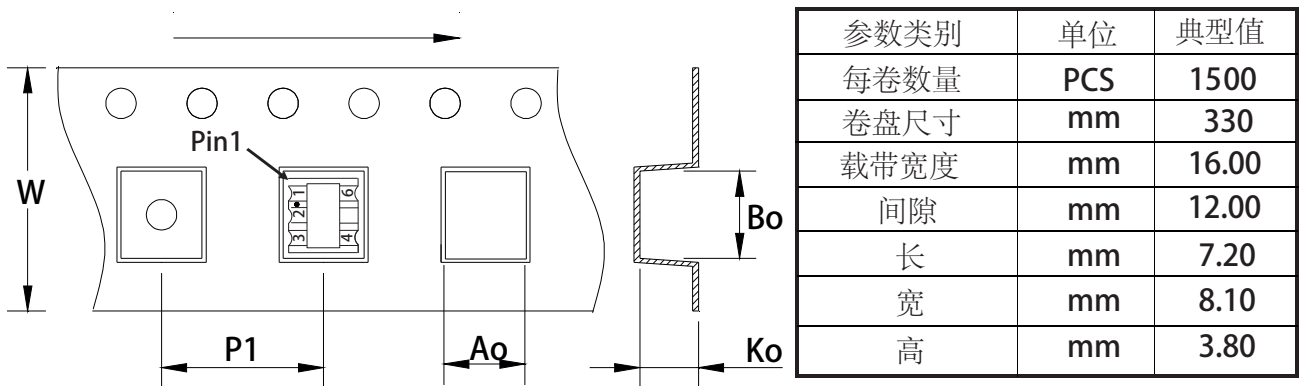 Pin1
1
2
3
6
4
W
Bo
P1
Ao
Ko
参数类别 单位 典型值
每卷数量 PCS 1500
卷盘尺寸 mm 330
载带宽度 mm 16.00
间隙 mm 12.00
长 mm 7.20
宽 mm 8.10
高 mm 3.80